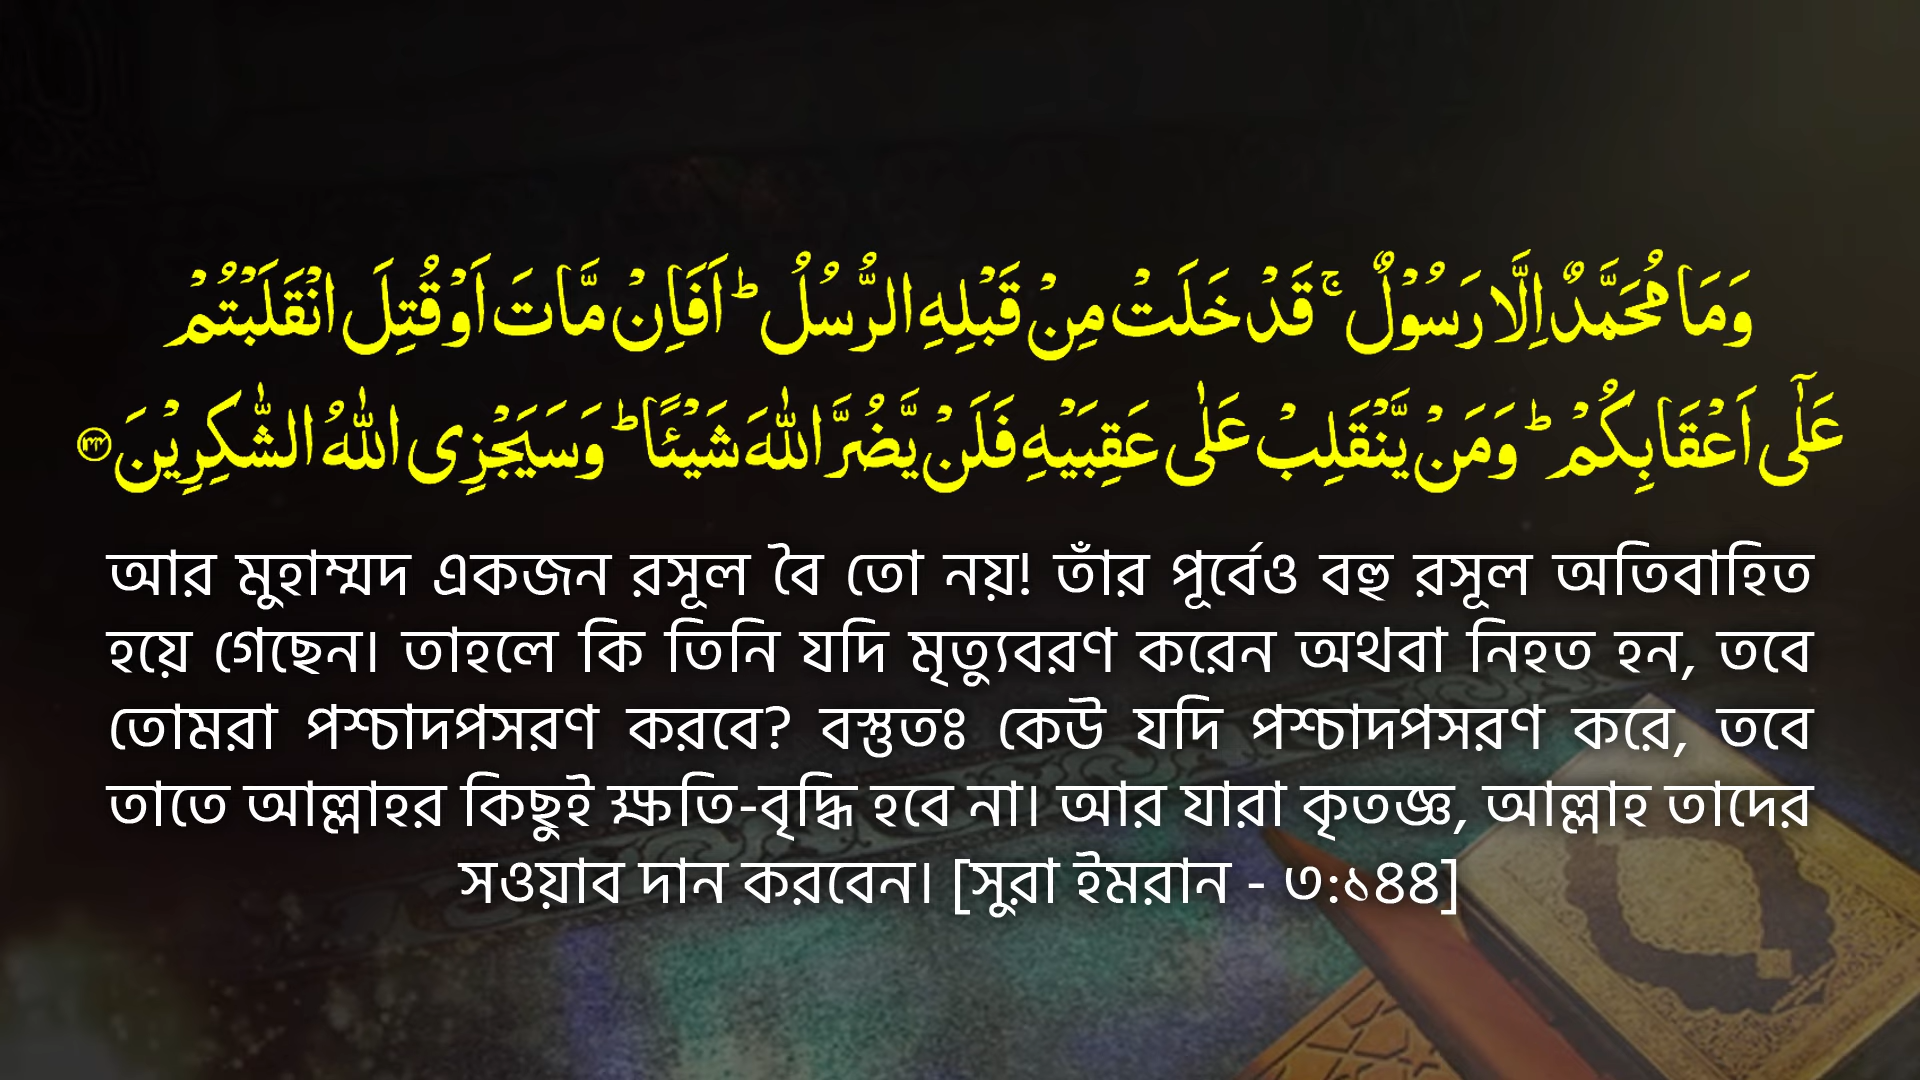 وَمَا مُحَمَّدٌ اِلَّا رَسُوْلٌ ۚ قَدْ خَلَتْ مِنْ قَبْلِهِ الرُّسُلُ ؕ اَفَا۟ئِنْ مَّاتَ اَوْ قُتِلَ انْقَلَبْتُمْ
عَلٰٓى اَعْقَابِكُمْ ؕ وَمَنْ يَّنْقَلِبْ عَلٰى عَقِبَيْهِ فَلَنْ يَّضُرَّ اللّٰهَ شَيْـًٔا ؕ وَسَيَجْزِى اللّٰهُ الشّٰكِرِيْنَ ۝۱۴۴
আর মুহাম্মদ একজন রসূল বৈ তো নয়! তাঁর পূর্বেও বহু রসূল অতিবাহিত
হয়ে গেছেন। তাহলে কি তিনি যদি মৃত্যুবরণ করেন অথবা নিহত হন, তবে
তোমরা পশ্চাদপসরণ করবে? বস্তুতঃ কেউ যদি পশ্চাদপসরণ করে, তবে
তাতে আল্লাহর কিছুই ক্ষতি-বৃদ্ধি হবে না। আর যারা কৃতজ্ঞ, আল্লাহ তাদের
সওয়াব দান করবেন। [সুরা ইমরান - ৩:১৪৪]